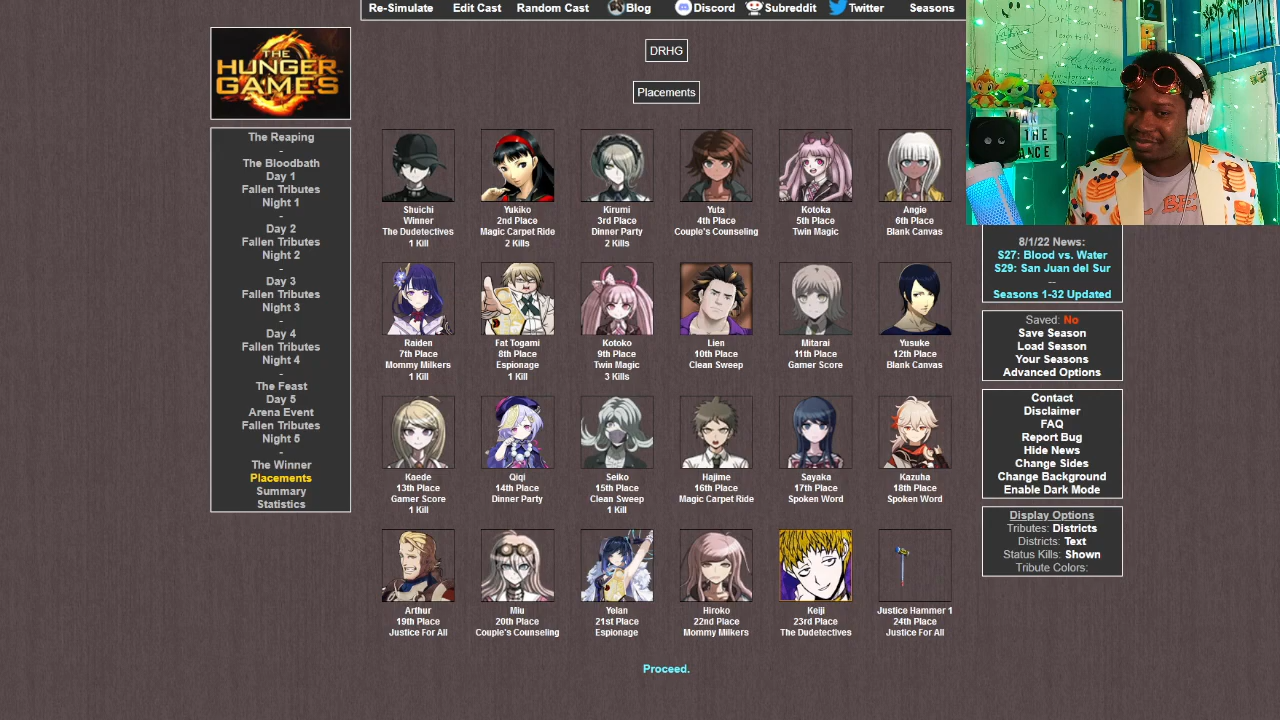 Re-Simulate Edit Cast Random Cast Blog Discord Subreddit Twitter Seasons
THE
HUNGER
GAMES
DRHG
Placements
The Reaping
The Bloodbath
Day 1
Fallen Tributes
Night 1
-
Day 2
Fallen Tributes
Night 2
-
Day 3
Fallen Tributes
Night 3
-
Day 4
Fallen Tributes
Night 4
-
The Feast
Day 5
Arena Event
Fallen Tributes
Night 5
-
The Winner
Placements
Summary
Statistics
Shuichi
Winner
The Dudetectives
1 Kill
Yukiko
2nd Place
Magic Carpet Ride
2 Kills
Kirumi
3rd Place
Dinner Party
2 Kills
Yuta
4th Place
Couple's Counseling
Kotoka
5th Place
Twin Magic
Angie
6th Place
Blank Canvas
Raiden
7th Place
Mommy Milkers
1 Kill
Fat Togami
8th Place
Espionage
1 Kill
Kotoko
9th Place
Twin Magic
3 Kills
Lien
10th Place
Clean Sweep
Mitarai
11th Place
Gamer Score
Yusuke
12th Place
Blank Canvas
Kaede
13th Place
Gamer Score
1 Kill
Qiqi
14th Place
Dinner Party
Seiko
15th Place
Clean Sweep
1 Kill
Hajime
16th Place
Magic Carpet Ride
Sayaka
17th Place
Spoken Word
Kazuha
18th Place
Spoken Word
Arthur
19th Place
Justice For All
Miu
20th Place
Couple's Counseling
Yelan
21st Place
Espionage
Hiroko
22nd Place
Mommy Milkers
Keiji
23rd Place
The Dudetectives
Justice Hammer 1
24th Place
Justice For All
Proceed.
8/1/22 News:
S27: Blood vs. Water
S29: San Juan del Sur
--
Seasons 1-32 Updated
Saved: No
Save Season
Load Season
Your Seasons
Advanced Options
Contact
Disclaimer
FAQ
Report Bug
Hide News
Change Sides
Change Background
Enable Dark Mode
Display Options
Tributes: Districts
Districts: Text
Status Kills: Shown
Tribute Colors: